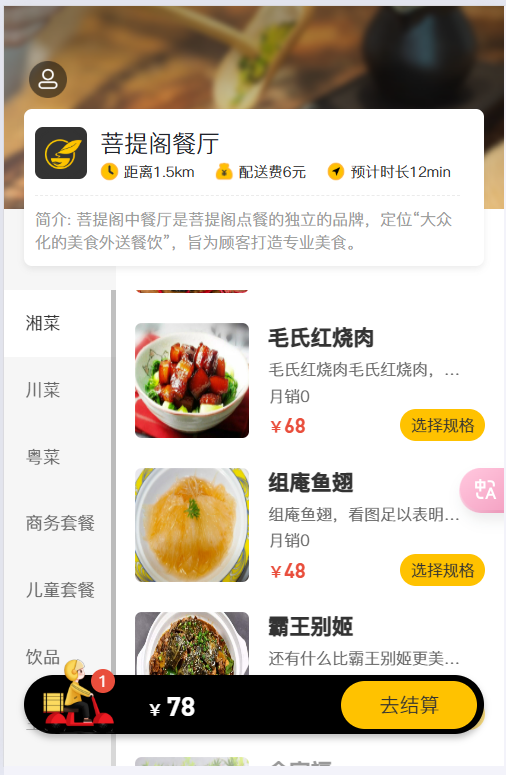 菩提阁餐厅
距离1.5km 配送费6元 预计时长12min
简介: 菩提阁中餐厅是菩提阁点餐的独立的品牌，定位“大众
化的美食外送餐饮”，旨为顾客打造专业美食。
湘菜
川菜
粤菜
商务套餐
儿童套餐
饮品
毛氏红烧肉
毛氏红烧肉毛氏红烧肉，...
月销0
￥68 选择规格
组庵鱼翅
组庵鱼翅，看图足以表明...
月销0
￥48 选择规格
霸王别姬
还有什么比霸王别姬更美...
中A
1
￥ 78 去结算